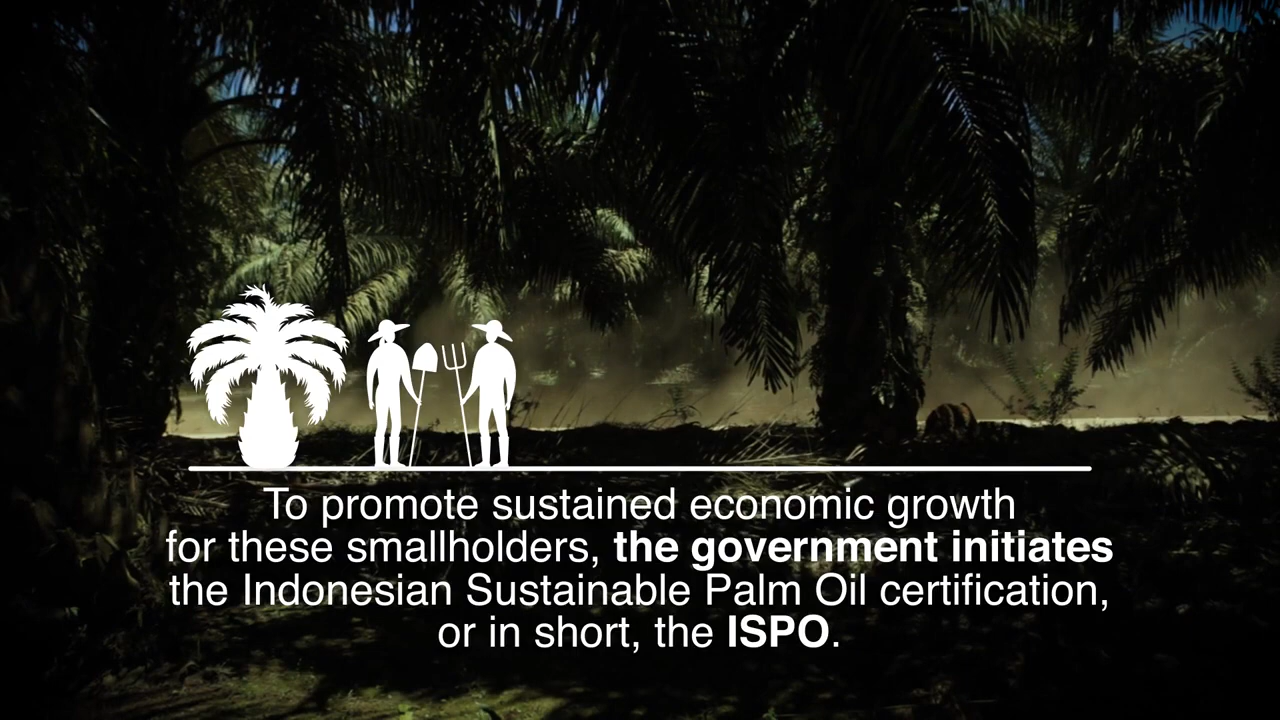 To promote sustained economic growth
for these smallholders, the government initiates
the Indonesian Sustainable Palm Oil certification,
or in short, the ISPO.